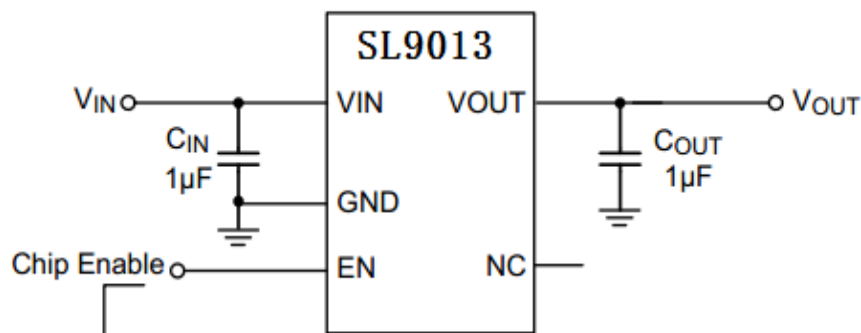 SL9013
VIN
VIN
VOUT
VOUT
CIN
1µF
COUT
1µF
GND
Chip Enable
EN
NC